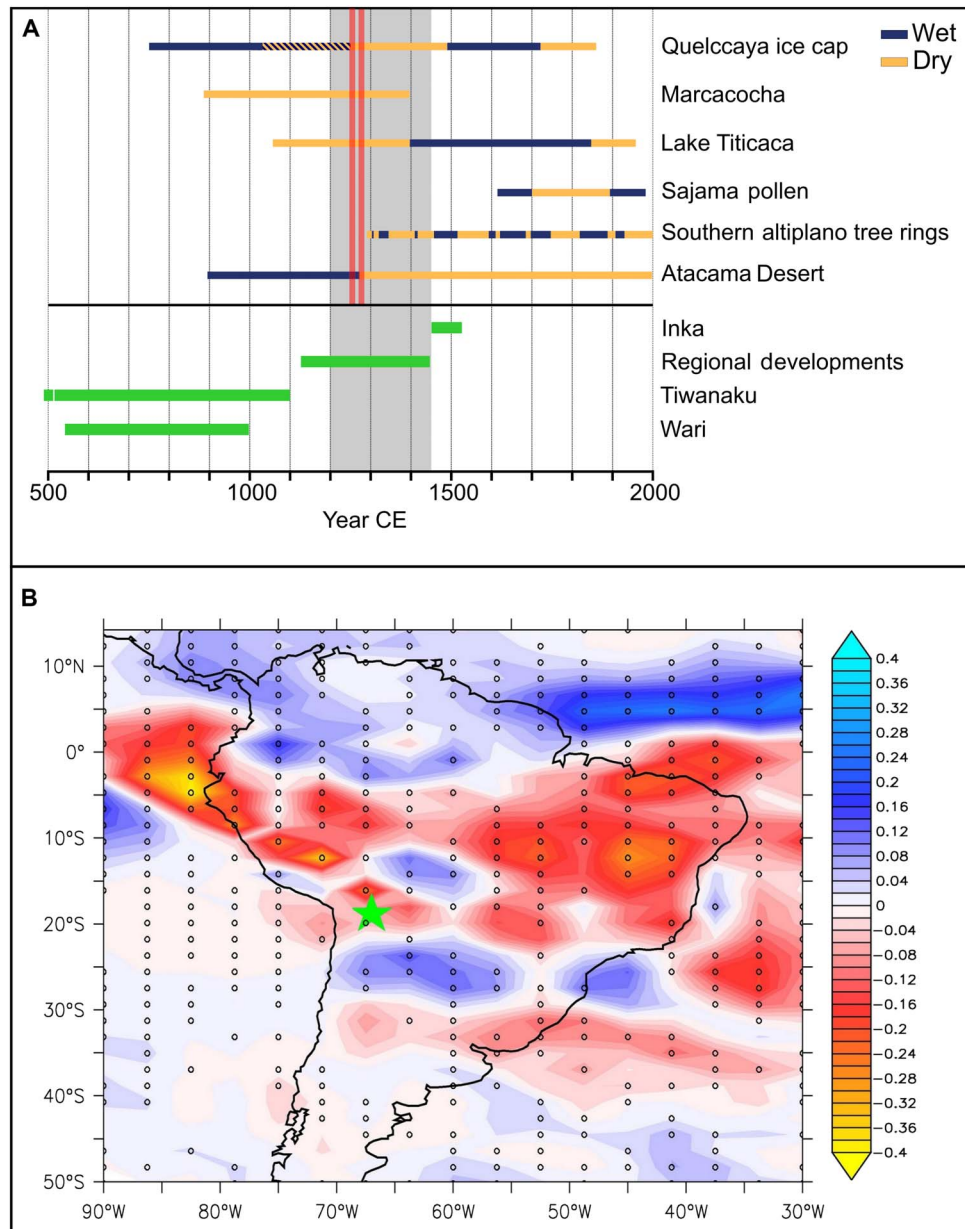 A
Wet
Dry
Quelccaya ice cap
Marcacocha
Lake Titicaca
Sajama pollen
Southern altiplano tree rings
Atacama Desert
Inka
Regional developments
Tiwanaku
Wari
500 1000 1500 2000
Year CE
B
10°N
0°
10°S
20°S
30°S
40°S
50°S
90°W 80°W 70°W 60°W 50°W 40°W 30°W
0.4
0.36
0.32
0.28
0.24
0.2
0.16
0.12
0.08
0.04
0
−0.04
−0.08
−0.12
−0.16
−0.2
−0.24
−0.28
−0.32
−0.36
−0.4